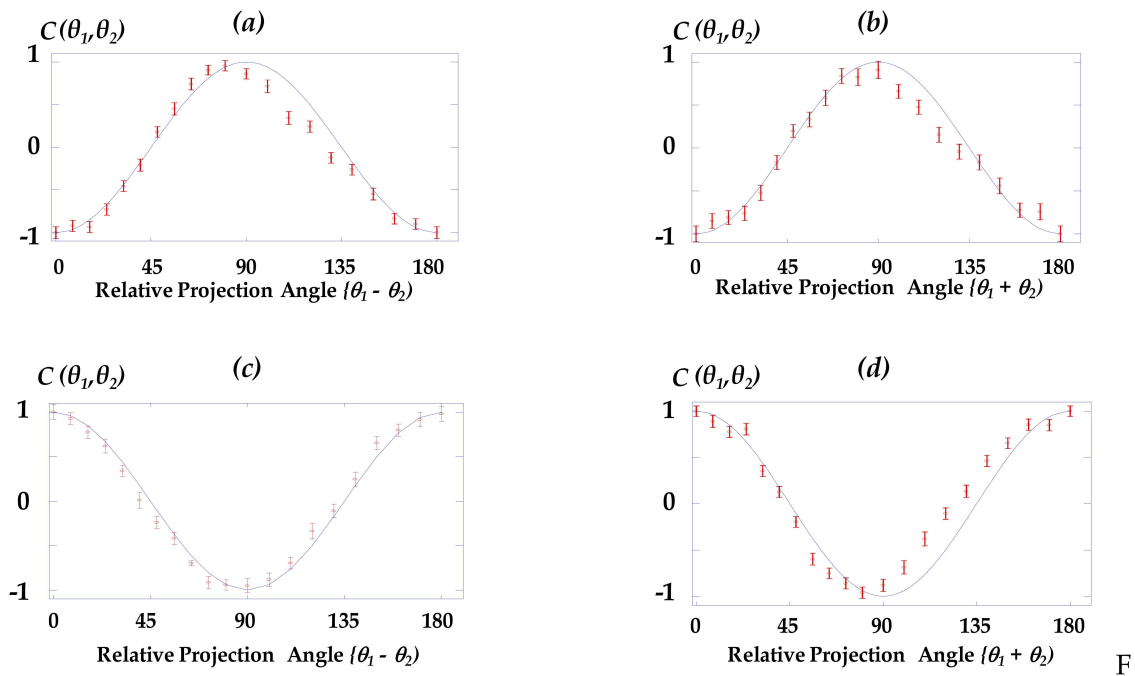 (a)
C (θ1,θ2)
1
0
-1
0 45 90 135 180
Relative Projection Angle {θ1 - θ2)
(b)
C (θ1,θ2)
1
0
-1
0 45 90 135 180
Relative Projection Angle {θ1 + θ2)
(c)
C (θ1,θ2)
1
0
-1
0 45 90 135 180
Relative Projection Angle {θ1 - θ2)
(d)
C (θ1,θ2)
1
0
-1
0 45 90 135 180
Relative Projection Angle {θ1 + θ2)
F